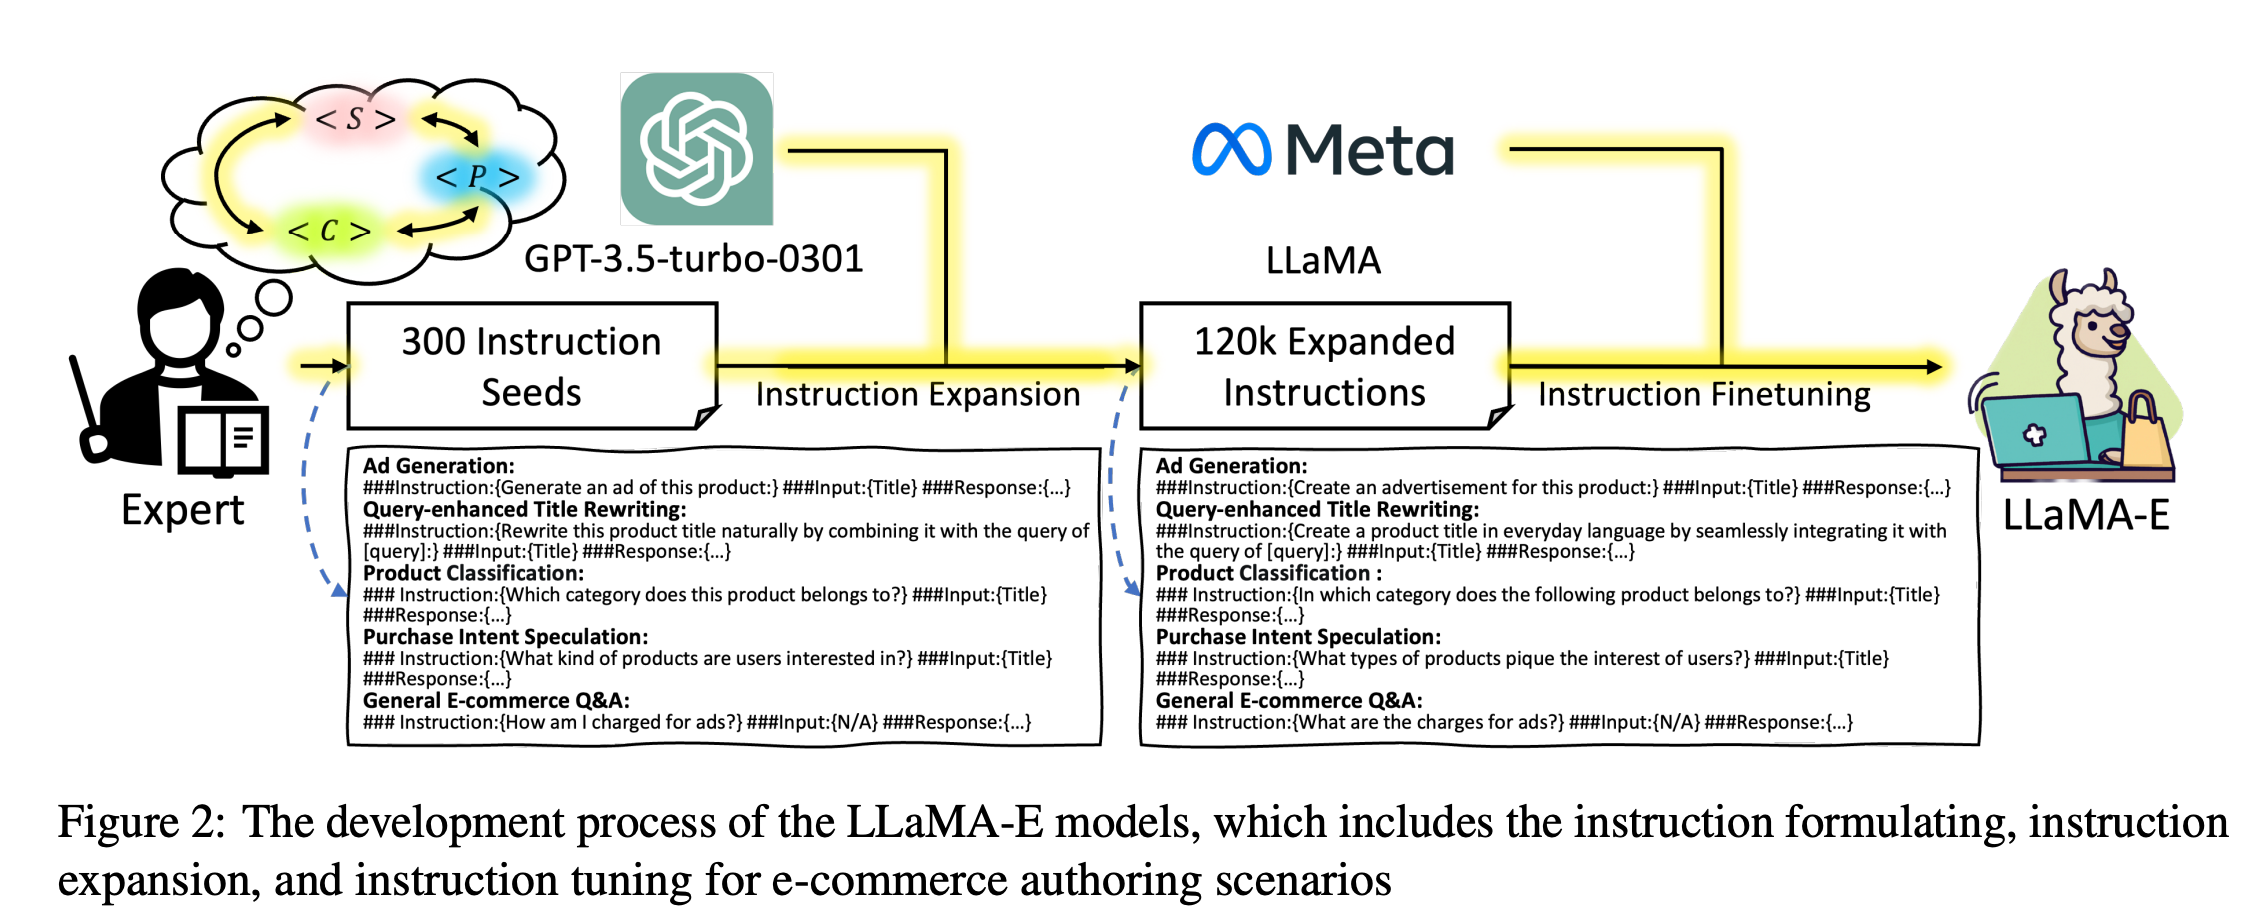 < S >
< P >
< C >
GPT-3.5-turbo-0301
Meta
LLaMA
Expert
300 Instruction
Seeds
Instruction Expansion
120k Expanded
Instructions
Instruction Finetuning
LLaMA-E
Ad Generation:
###Instruction:{Generate an ad of this product:} ###Input:{Title} ###Response:{...}
Query-enhanced Title Rewriting:
###Instruction:{Rewrite this product title naturally by combining it with the query of
[query]:} ###Input:{Title} ###Response:{...}
Product Classification:
### Instruction:{Which category does this product belongs to?} ###Input:{Title}
###Response:{...}
Purchase Intent Speculation:
### Instruction:{What kind of products are users interested in?} ###Input:{Title}
###Response:{...}
General E-commerce Q&A:
### Instruction:{How am I charged for ads?} ###Input:{N/A} ###Response:{...}
Ad Generation:
###Instruction:{Create an advertisement for this product:} ###Input:{Title} ###Response:{...}
Query-enhanced Title Rewriting:
###Instruction:{Create a product title in everyday language by seamlessly integrating it with
the query of [query]:} ###Input:{Title} ###Response:{...}
Product Classification :
### Instruction:{In which category does the following product belongs to?} ###Input:{Title}
###Response:{...}
Purchase Intent Speculation:
### Instruction:{What types of products pique the interest of users?} ###Input:{Title}
###Response:{...}
General E-commerce Q&A:
### Instruction:{What are the charges for ads?} ###Input:{N/A} ###Response:{...}
Figure 2: The development process of the LLaMA-E models, which includes the instruction formulating, instruction
expansion, and instruction tuning for e-commerce authoring scenarios